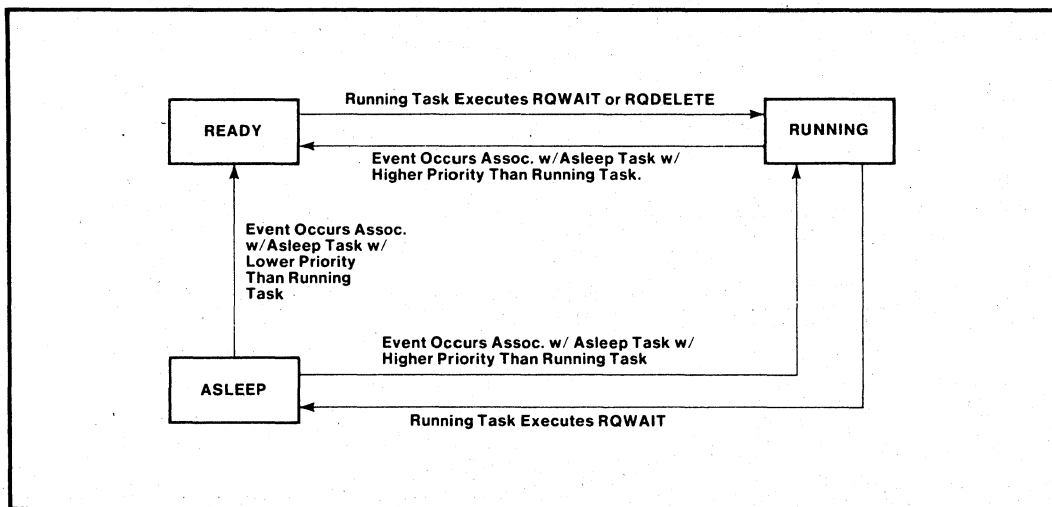 Running Task Executes RQWAIT or RQDELETE
READY
RUNNING
Event Occurs Assoc. w/Asleep Task w/
Higher Priority Than Running Task.
Event Occurs Assoc.
w/Asleep Task w/
Lower Priority
Than Running
Task
Event Occurs Assoc. w/ Asleep Task w/
Higher Priority Than Running Task
ASLEEP
Running Task Executes RQWAIT